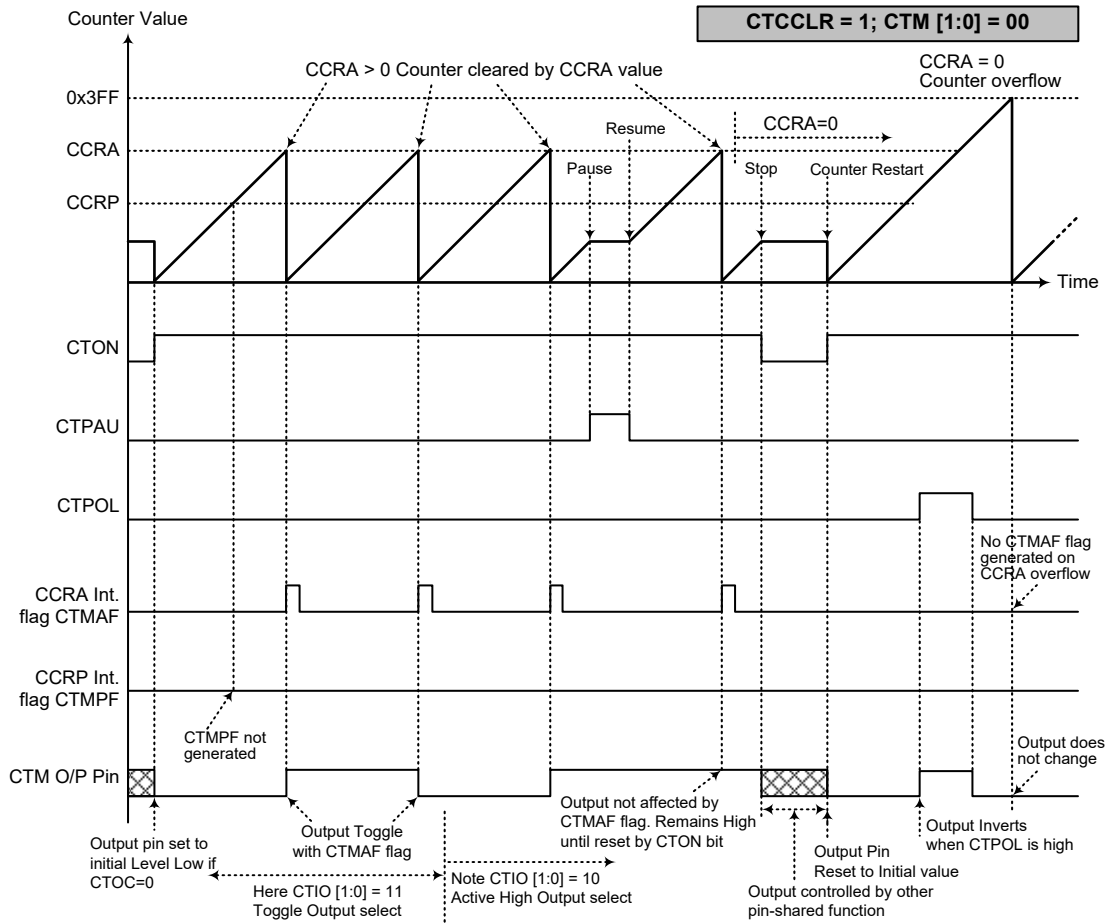 Counter Value
CTCCLR = 1; CTM [1:0] = 00
CCRA > 0 Counter cleared by CCRA value
CCRA = 0
Counter overflow
0x3FF
Resume
CCRA=0
CCRA
Pause
Stop
Counter Restart
CCRP
Time
CTON
CTPAU
CTPOL
No CTMAF flag
generated on
CCRA overflow
CCRA Int.
flag CTMAF
CCRP Int.
flag CTMPF
CTMPF not
generated
CTM O/P Pin
Output does
not change
Output pin set to
initial Level Low if
CTOC=0
Output Toggle
with CTMAF flag
Output not affected by
CTMAF flag. Remains High
until reset by CTON bit
Output Inverts
when CTPOL is high
Output Pin
Reset to Initial value
Here CTIO [1:0] = 11
Toggle Output select
Note CTIO [1:0] = 10
Active High Output select
Output controlled by other
pin-shared function